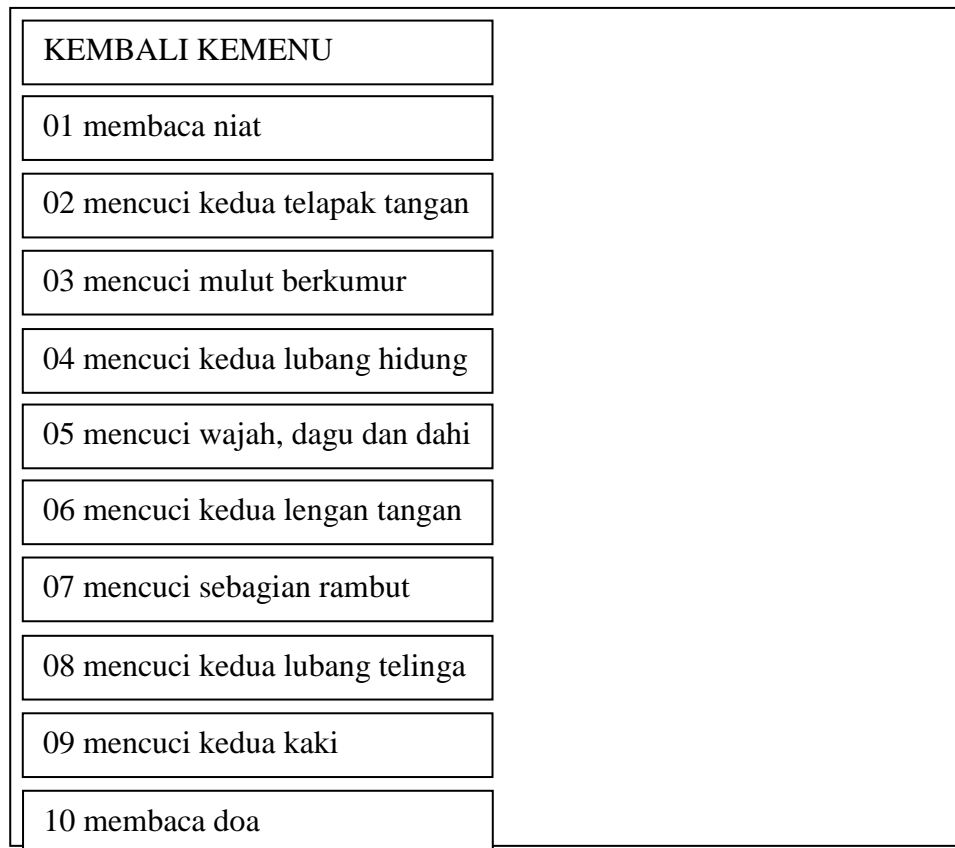 KEMBALI KEMENU
01 membaca niat
02 mencuci kedua telapak tangan
03 mencuci mulut berkumur
04 mencuci kedua lubang hidung
05 mencuci wajah, dagu dan dahi
06 mencuci kedua lengan tangan
07 mencuci sebagian rambut
08 mencuci kedua lubang telinga
09 mencuci kedua kaki
10 membaca doa